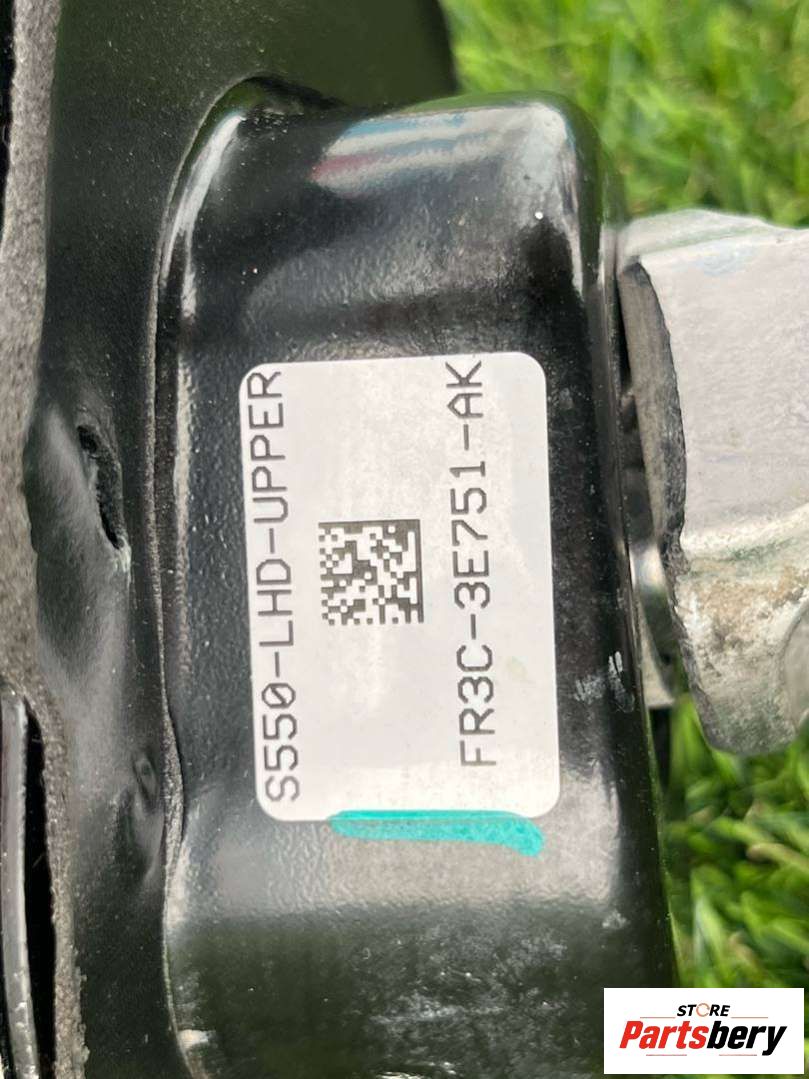 S550-LHD-UPPER
FR3C-3E751-AK
STORE
Partsbery